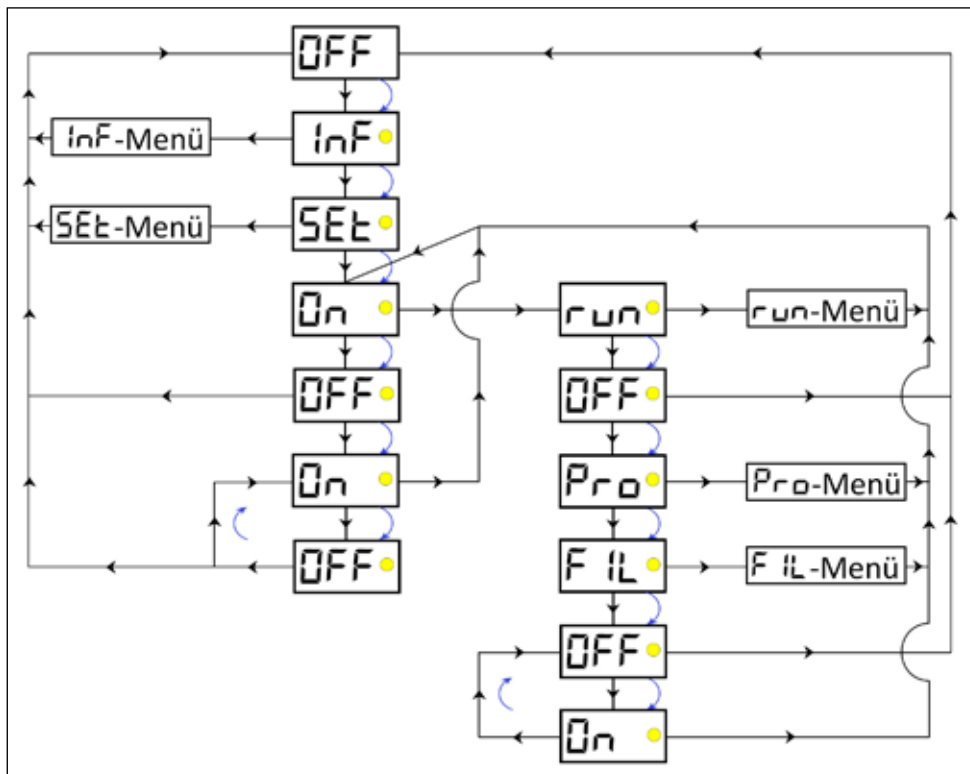 OFF
InF
InF-Menü
SEt
SEt-Menü
On
run
run-Menü
OFF
OFF
On
Pro
Pro-Menü
OFF
FIL
FIL-Menü
OFF
On